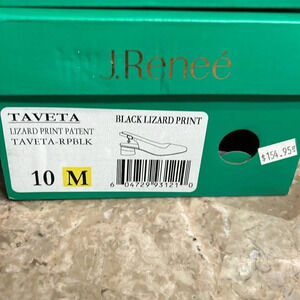 J.Reneé
TAVETA
BLACK LIZARD PRINT
LIZARD PRINT PATENT
TAVETA-RPBLK
10 M
6 04729 93121 0
$154.95